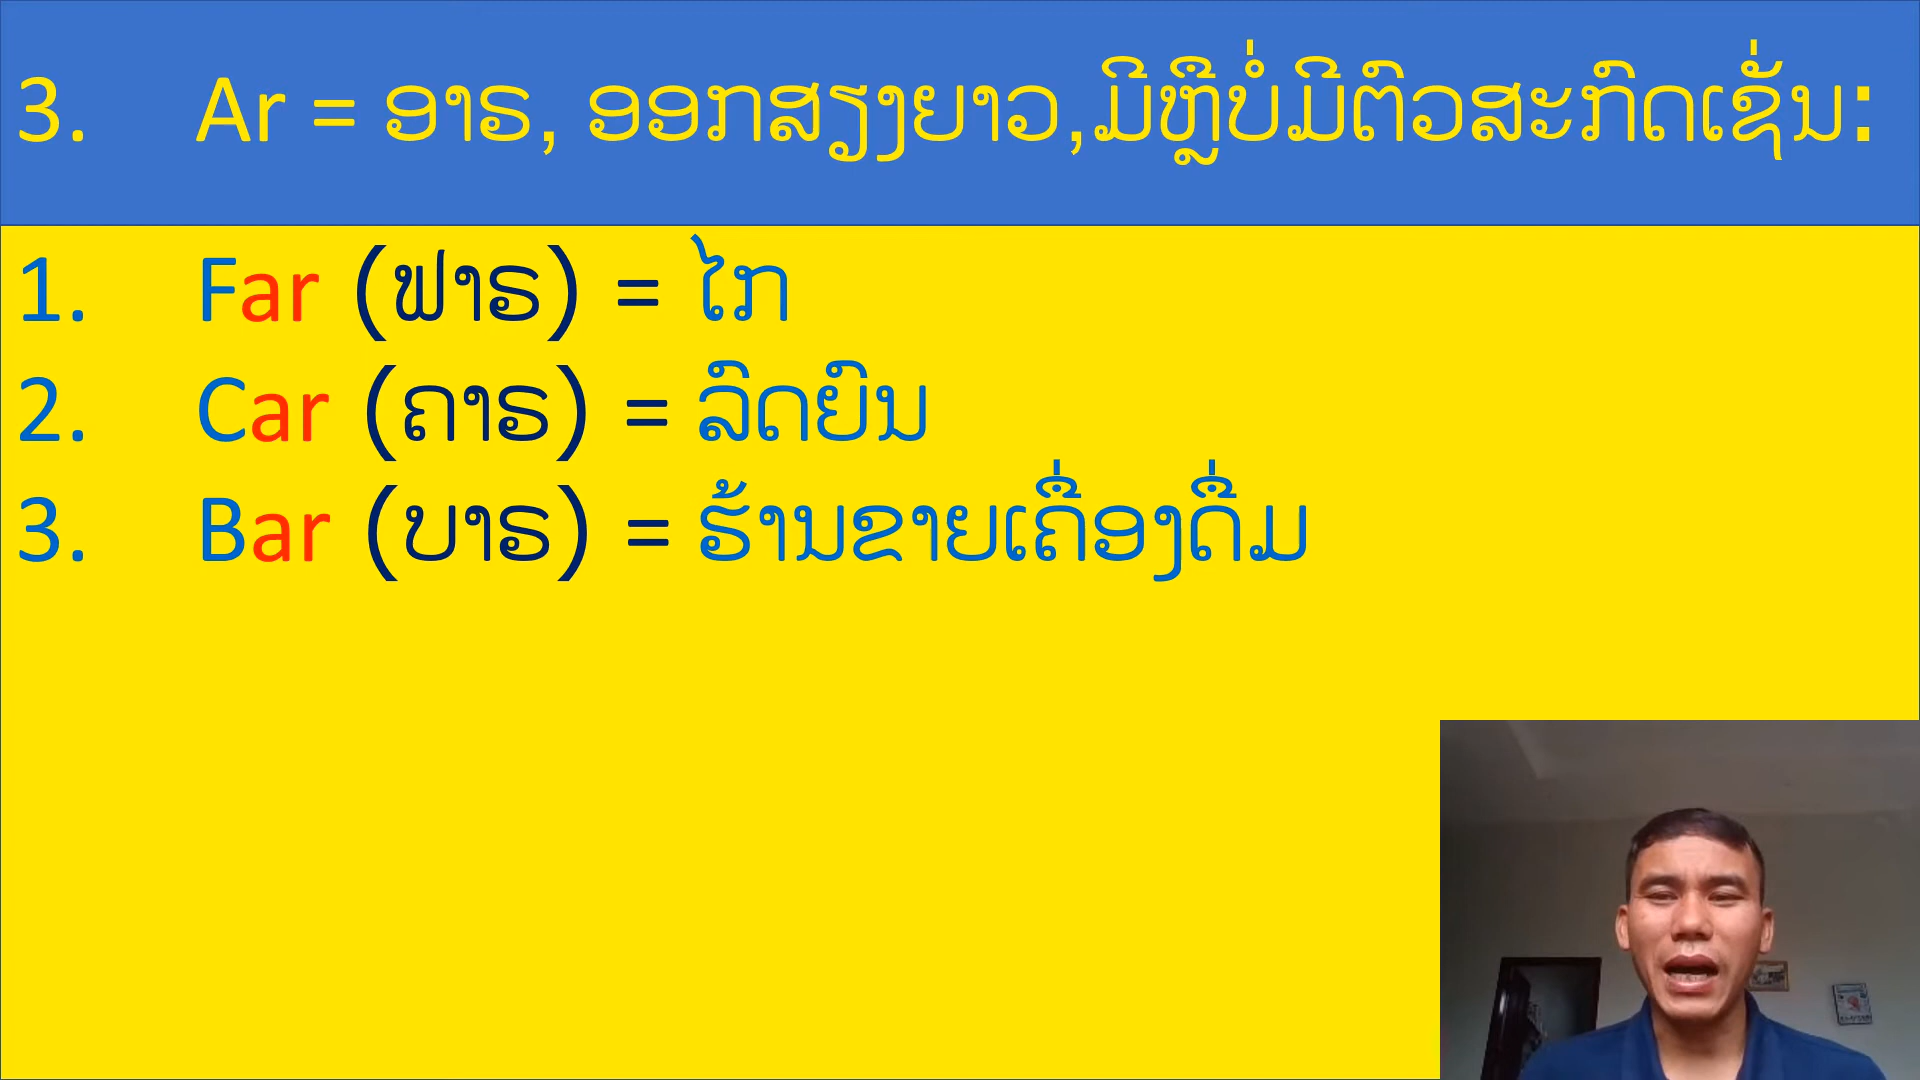 3. Ar = ອາຣ, ອອກສຽງຍາວ,ມີຫຼືບໍ່ມີຕົວສະກົດເຊັ່ນ:
1. Far (ຟາຣ) = ໄກ
2. Car (ຄາຣ) = ລົດຍົນ
3. Bar (ບາຣ) = ຮ້ານຂາຍເຄື່ອງດື່ມ